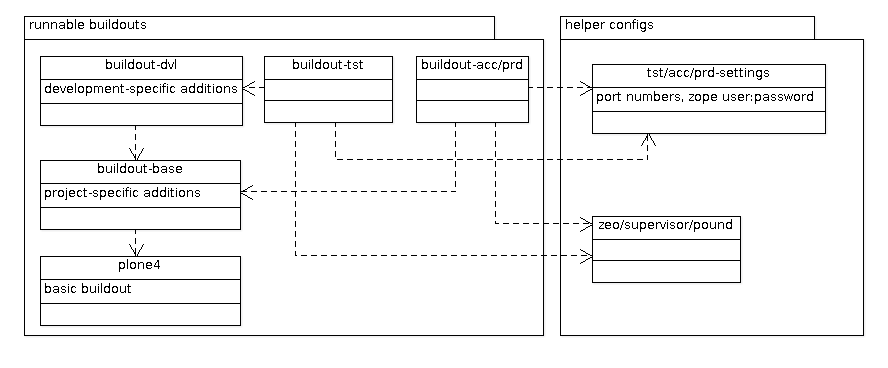 runnable buildouts
helper configs
buildout-dvl
development-specific additions
buildout-tst
buildout-acc/prd
tst/acc/prd-settings
port numbers, zope user:password
buildout-base
project-specific additions
zeo/supervisor/pound
plone4
basic buildout